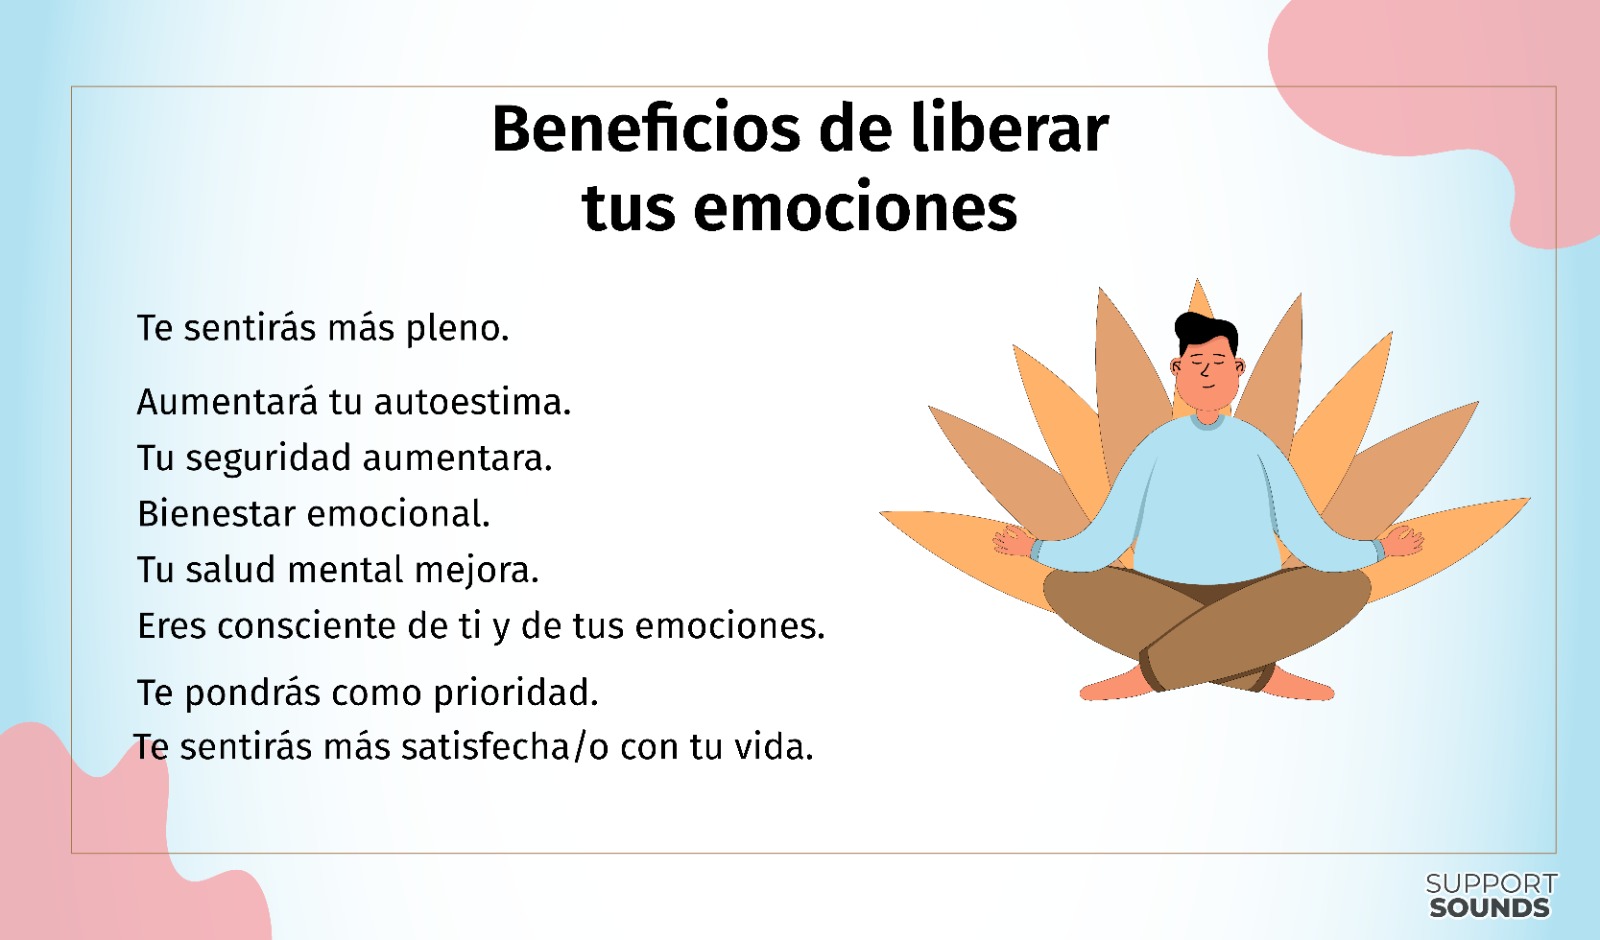 Beneficios de liberar
tus emociones
Te sentirás más pleno.
Aumentará tu autoestima.
Tu seguridad aumentara.
Bienestar emocional.
Tu salud mental mejora.
Eres consciente de ti y de tus emociones.
Te pondrás como prioridad.
Te sentirás más satisfecha/o con tu vida.
SUPPORT
SOUNDS